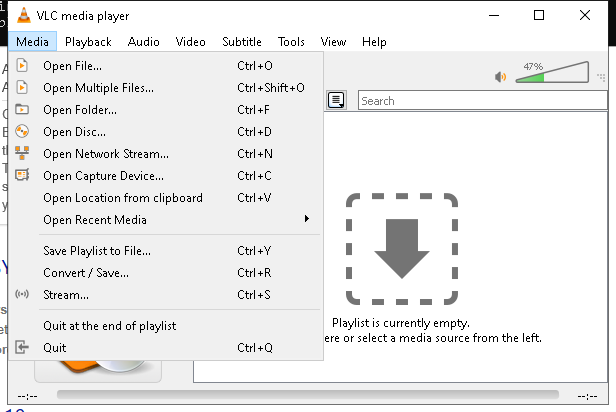 VLC media player
Media Playback Audio Video Subtitle Tools View Help
Open File... Ctrl+O
Open Multiple Files... Ctrl+Shift+O
Open Folder... Ctrl+F
Open Disc... Ctrl+D
Open Network Stream... Ctrl+N
Open Capture Device... Ctrl+C
Open Location from clipboard Ctrl+V
Open Recent Media
Save Playlist to File... Ctrl+Y
Convert / Save... Ctrl+R
Stream... Ctrl+S
Quit at the end of playlist
Quit Ctrl+Q
47%
Search
Playlist is currently empty.
ere or select a media source from the left.
--:-- --:--